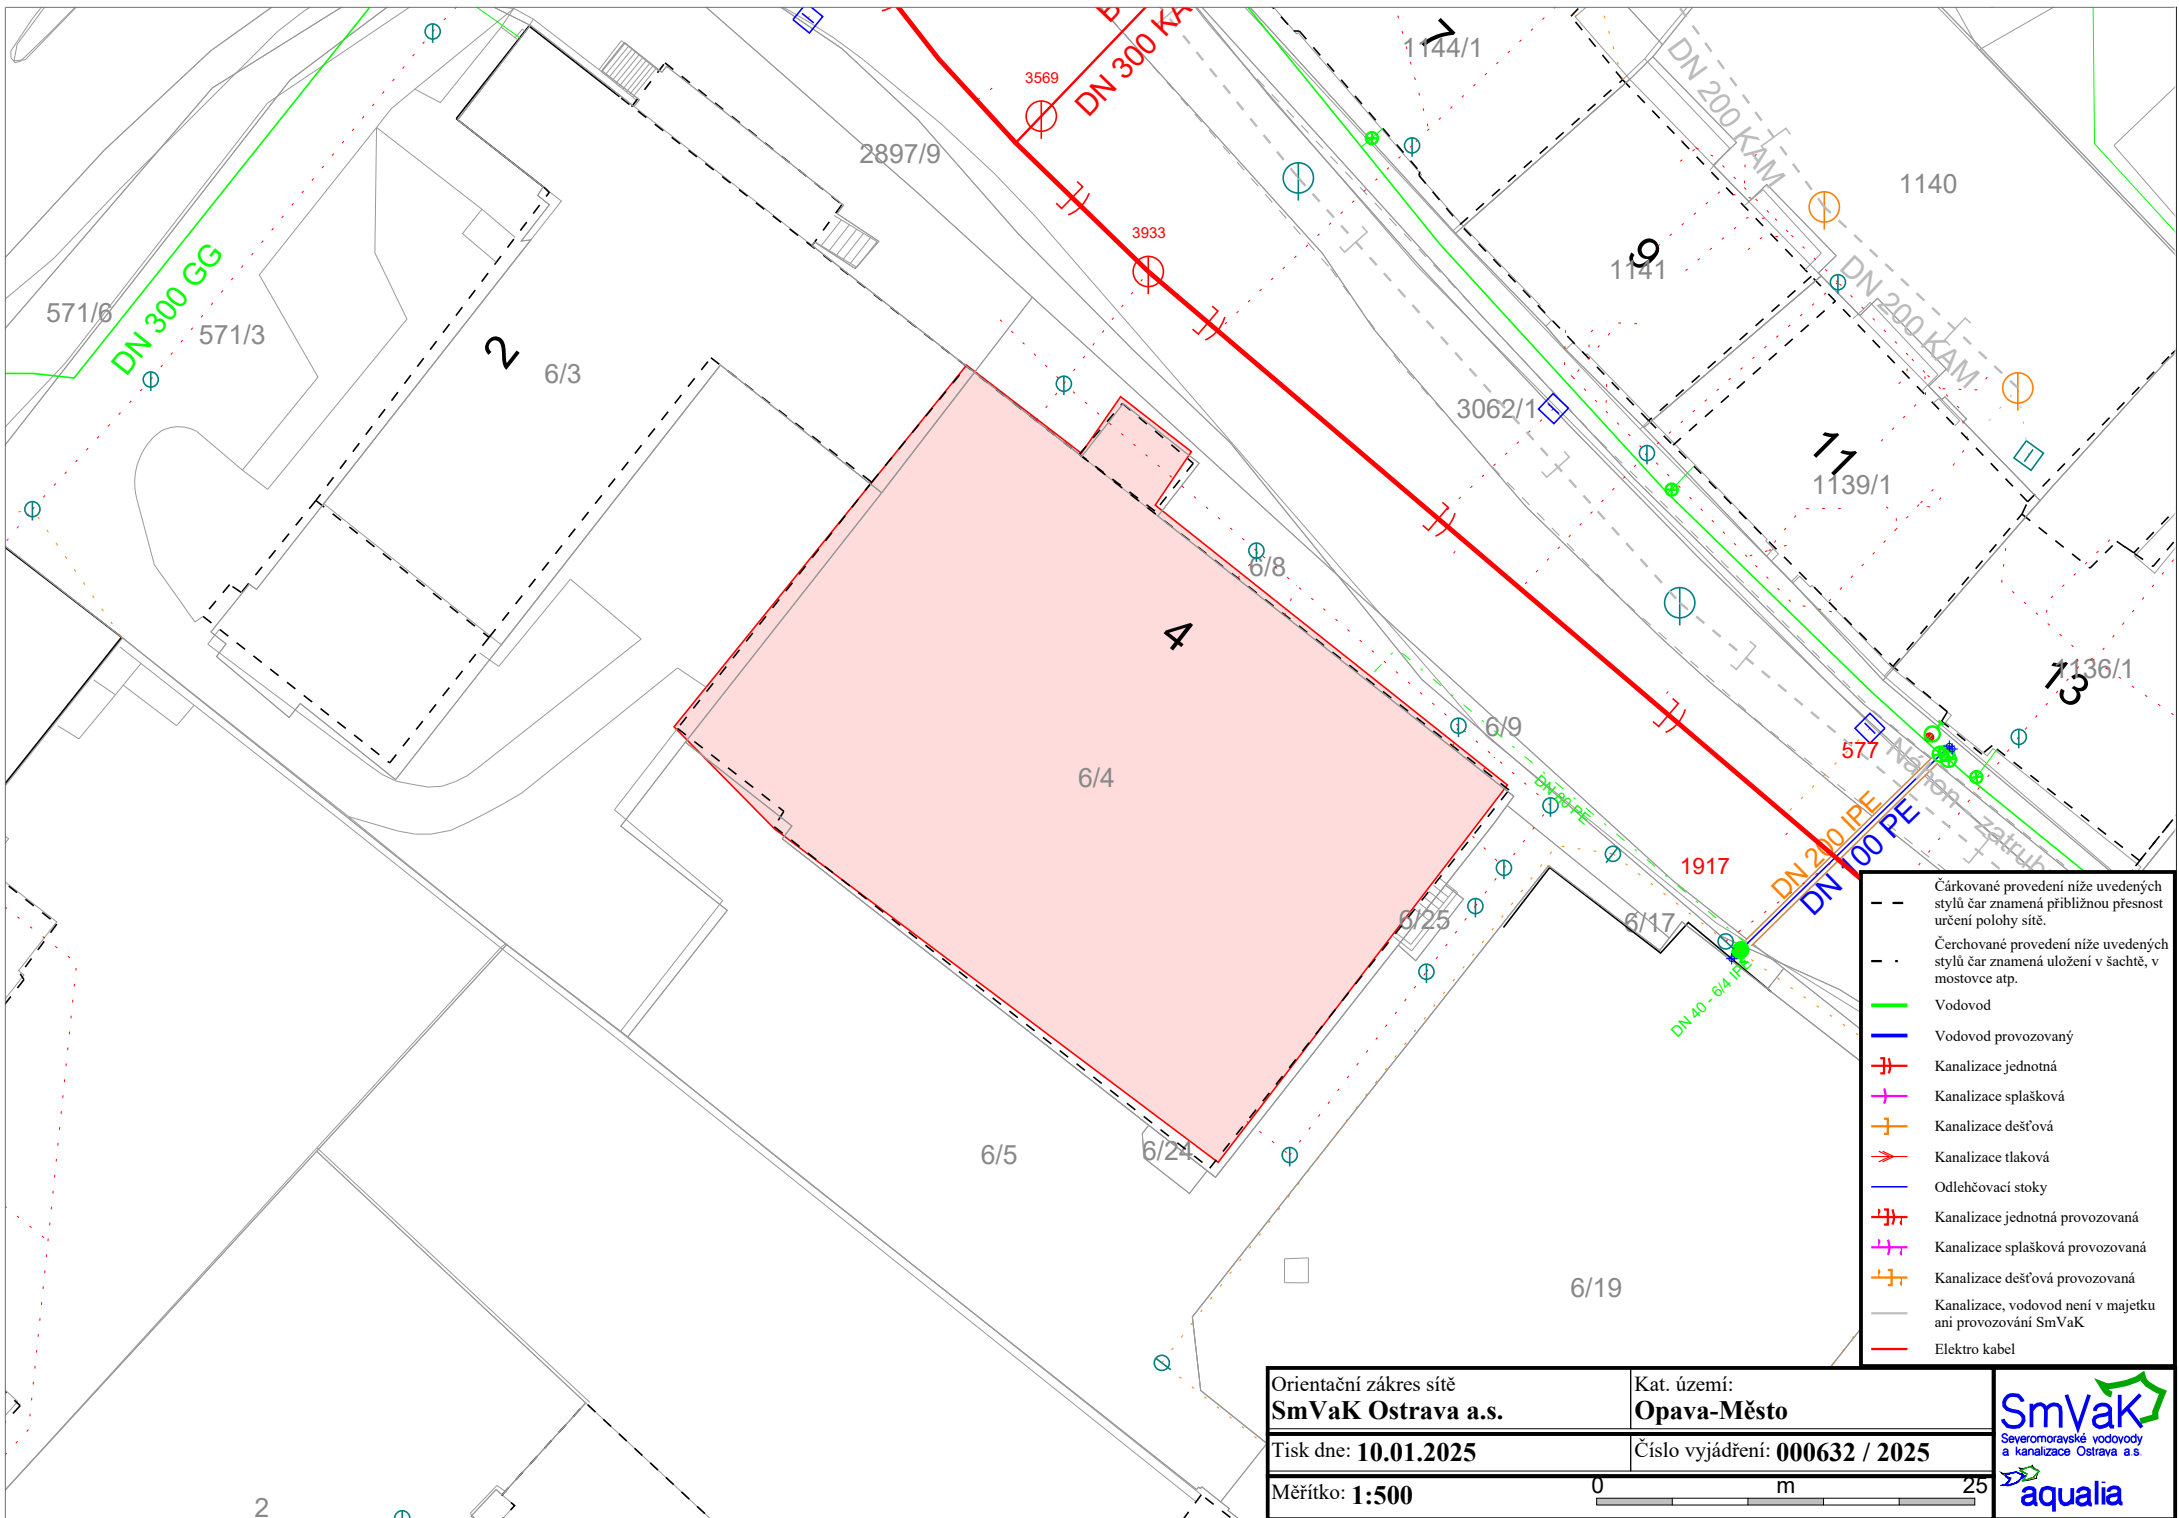 7
1144/1
DN 300 KA
3569
DN 200 KAM
2897/9
1140
3933
9
1141
DN 300 GG
DN 200 KAM
571/6
571/3
2
6/3
3062/1
11
1139/1
6/8
4
1136/1
13
6/9
577
6/4
DN 80 PE
Náhon - zatrub
DN 200 IPE
DN 100 PE
1917
6/25
6/17
DN 40 - 6/4 IPE
6/5
6/24
6/19
2
Čárkované provedení níže uvedených
stylů čar znamená přibližnou přesnost
určení polohy sítě.
Čerchované provedení níže uvedených
stylů čar znamená uložení v šachtě, v
mostovce atp.
Vodovod
Vodovod provozovaný
Kanalizace jednotná
Kanalizace splašková
Kanalizace dešťová
Kanalizace tlaková
Odlehčovací stoky
Kanalizace jednotná provozovaná
Kanalizace splašková provozovaná
Kanalizace dešťová provozovaná
Kanalizace, vodovod není v majetku
ani provozování SmVaK
Elektro kabel
Orientační zákres sítě
SmVaK Ostrava a.s.
Kat. území:
Opava-Město
Tisk dne: 10.01.2025
Číslo vyjádření: 000632 / 2025
Měřítko: 1:500
0 m 25
SmVaK
Severomoravské vodovody
a kanalizace Ostrava a.s.
aqualia